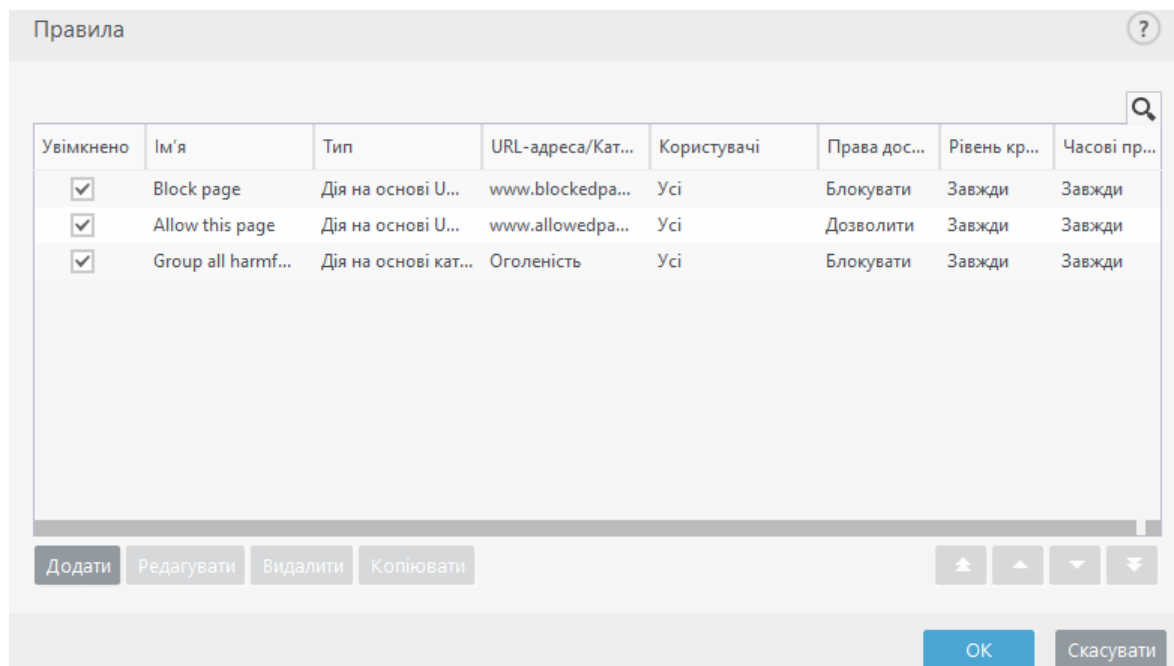 Правила ?
Увімкнено Ім'я Тип URL-адреса/Кат... Користувачі Права дос... Рівень кр... Часові пр...
Block page Дія на основі U... www.blockedpa... Усі Блокувати Завжди Завжди
Allow this page Дія на основі U... www.allowedpa... Усі Дозволити Завжди Завжди
Group all harmf... Дія на основі кат... Оголеність Усі Блокувати Завжди Завжди
Додати Редагувати Видалити Копіювати
OK Скасувати